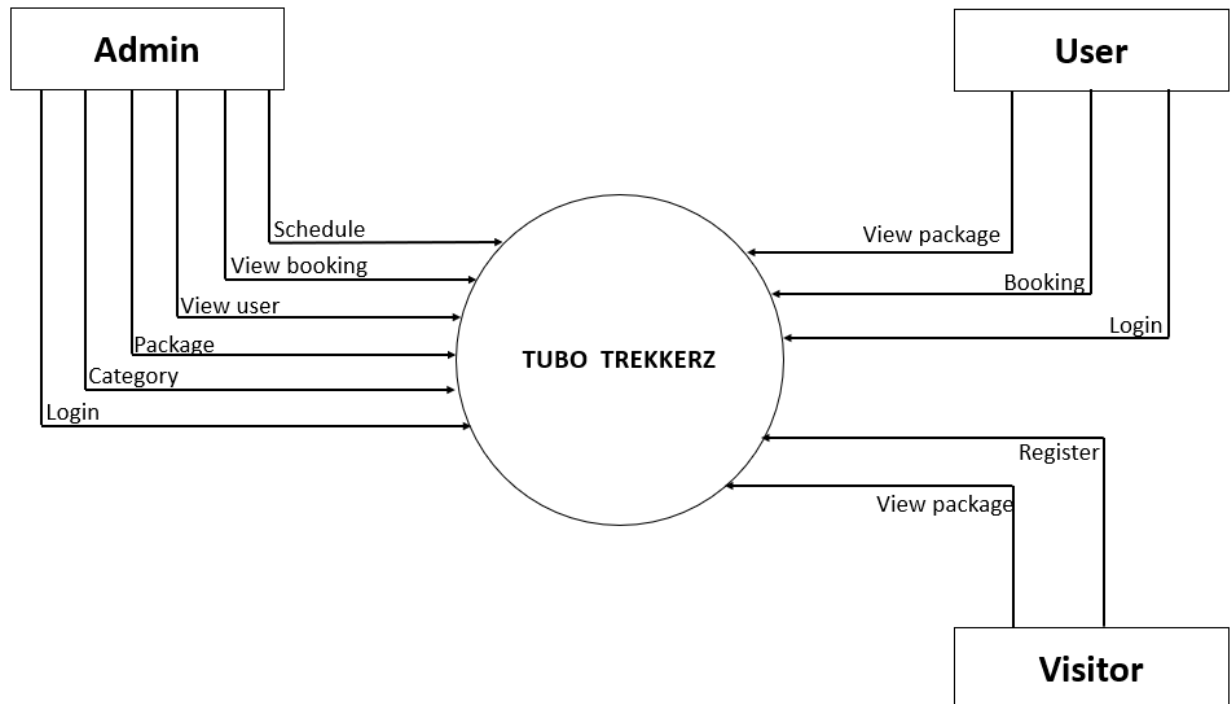 Admin
User
Schedule
View booking
View user
Package
Category
Login
View package
Booking
Login
TUBO TREKKERZ
Register
View package
Visitor